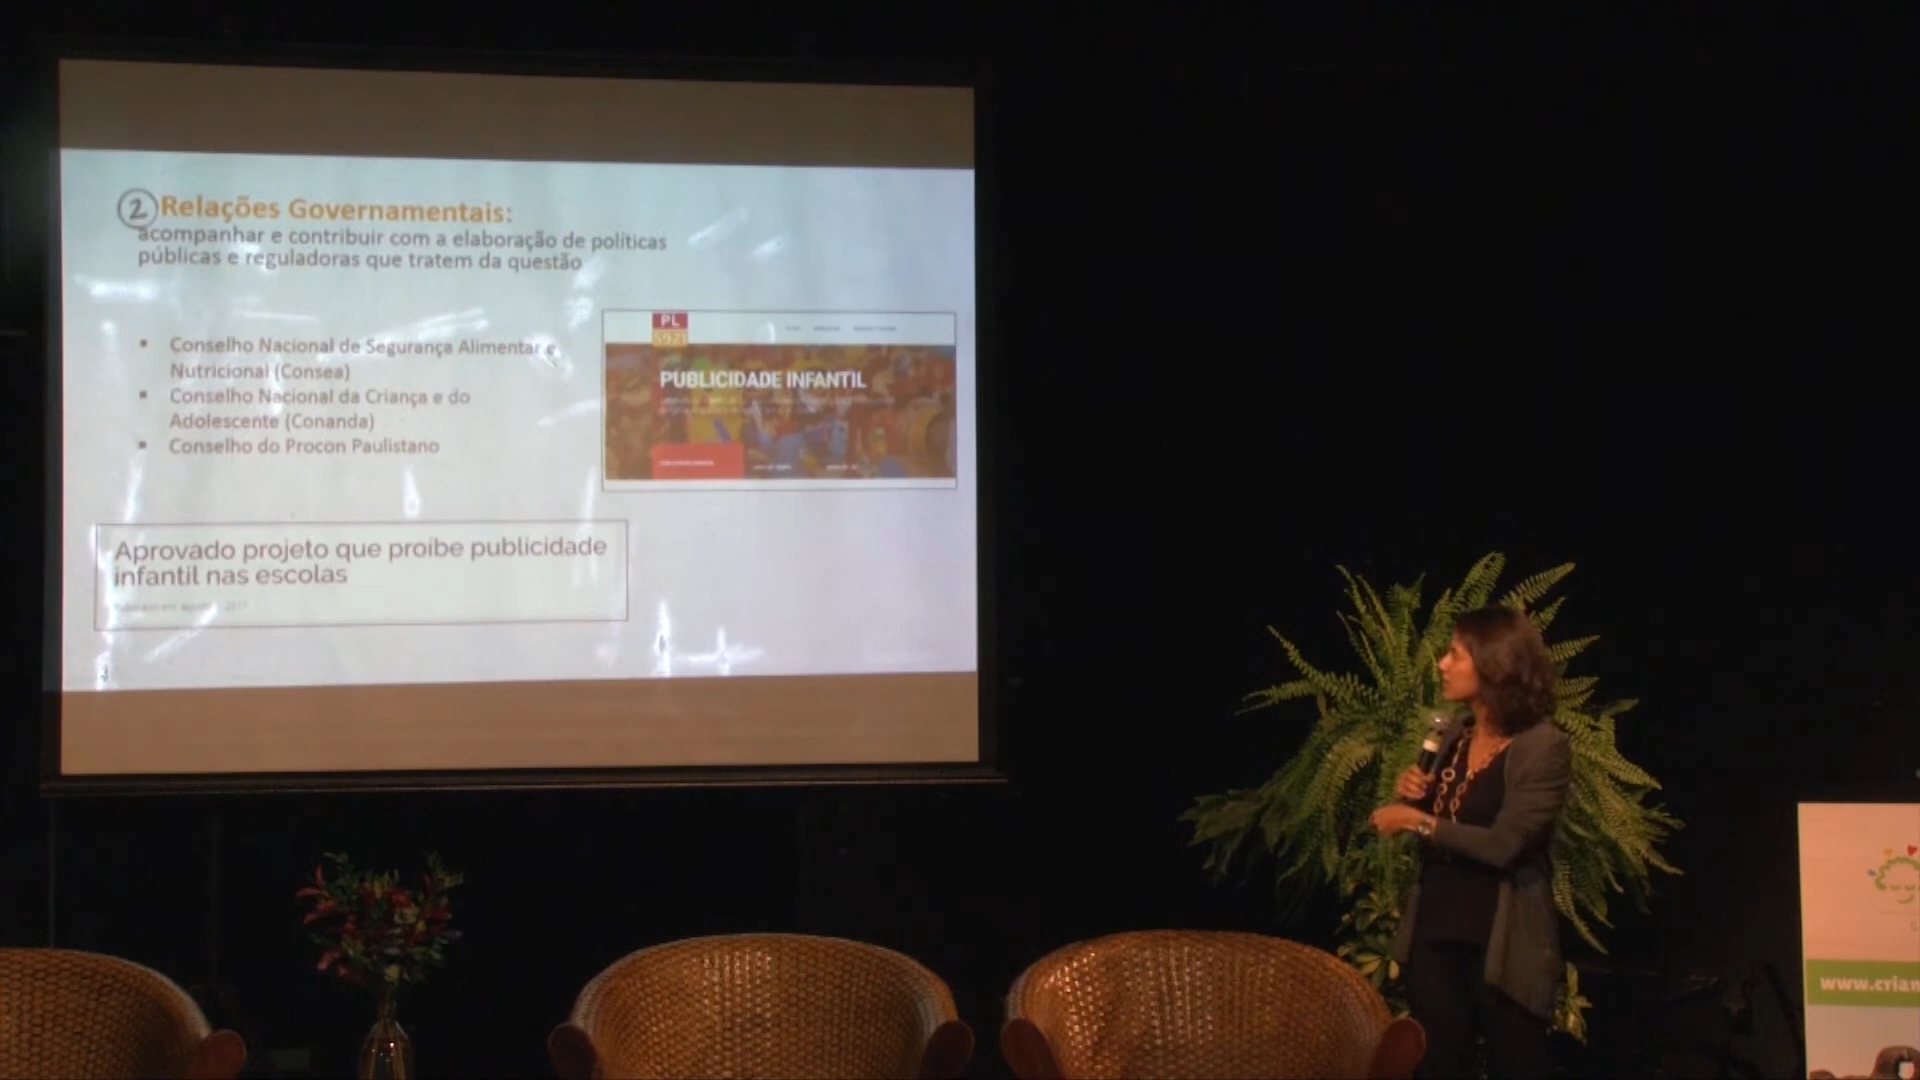 2 Relações Governamentais:
acompanhar e contribuir com a elaboração de políticas
públicas e reguladoras que tratem da questão
Conselho Nacional de Segurança Alimentar e
Nutricional (Consea)
Conselho Nacional da Criança e do
Adolescente (Conanda)
Conselho do Procon Paulistano
PL
5921
PUBLICIDADE INFANTIL
Aprovado projeto que proíbe publicidade
infantil nas escolas
www.crian